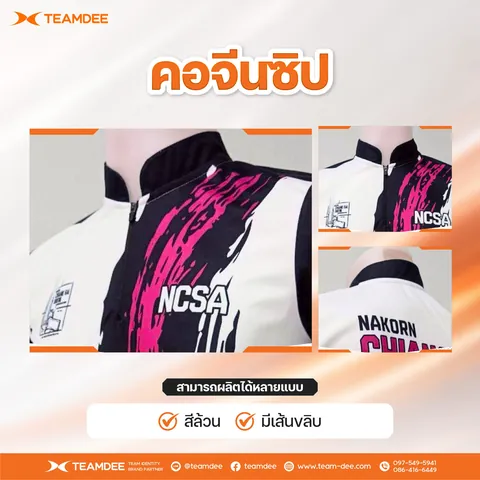 TEAMDEE
คอจีนซิป
NCSA
NCSA
NAKORN
สามารถผลิตได้หลายแบบ
สีล้วน
มีเส้นขลิบ
TEAMDEE
TEAM IDENTITY
BRAND PARTNER
@teamdee
teamdee
www.team-dee.com
097-549-5941
086-416-6449